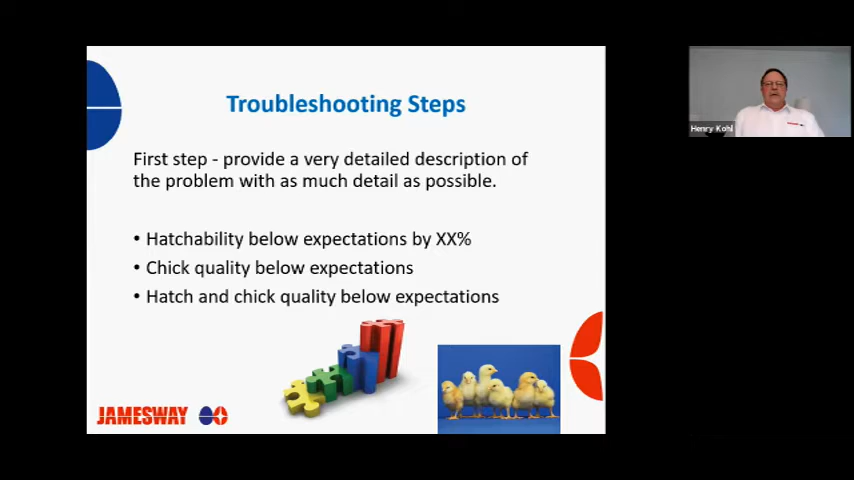 Troubleshooting Steps
First step - provide a very detailed description of
the problem with as much detail as possible.
• Hatchability below expectations by XX%
• Chick quality below expectations
• Hatch and chick quality below expectations
JAMESWAY
Henry Kohl